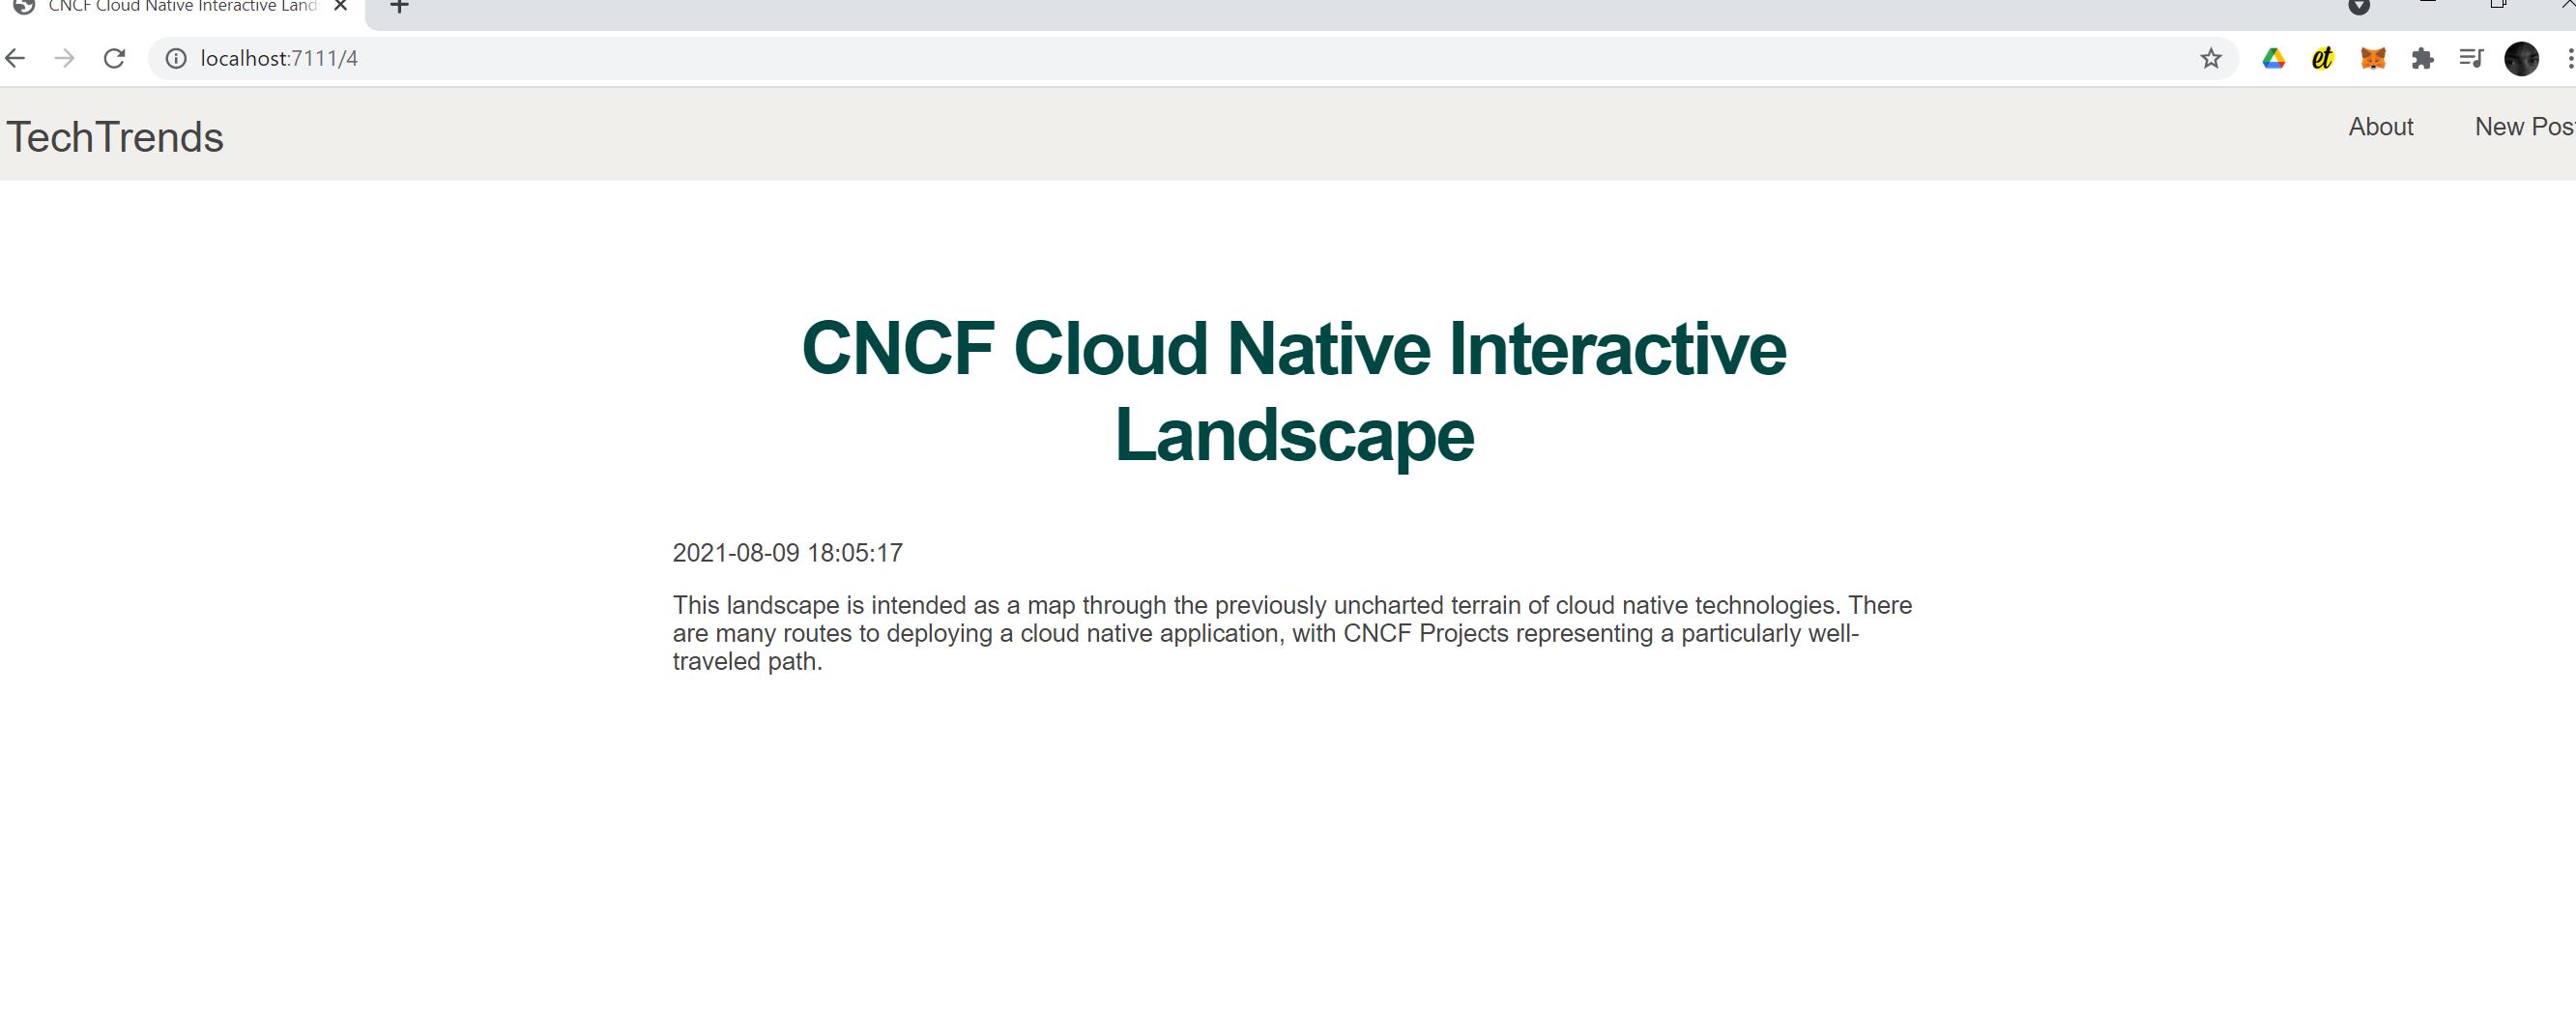 CNCF Cloud Native Interactive Land
localhost:7111/4
et
TechTrends
About New Pos
CNCF Cloud Native Interactive
Landscape
2021-08-09 18:05:17
This landscape is intended as a map through the previously uncharted terrain of cloud native technologies. There
are many routes to deploying a cloud native application, with CNCF Projects representing a particularly well-
traveled path.